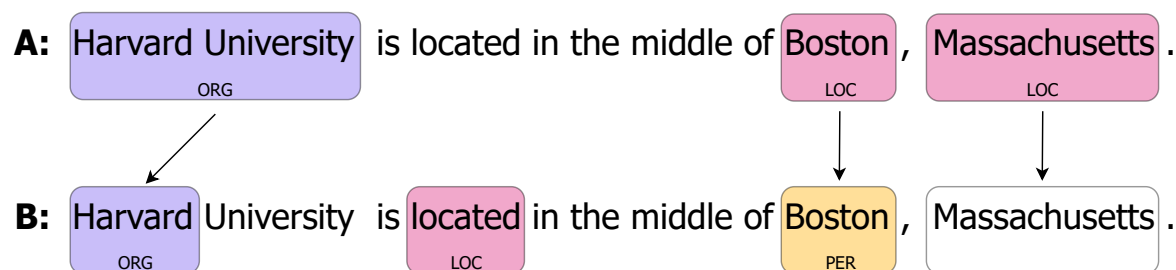 A: Harvard University is located in the middle of Boston , Massachusetts .
ORG LOC LOC
B: Harvard University is located in the middle of Boston , Massachusetts .
ORG LOC PER